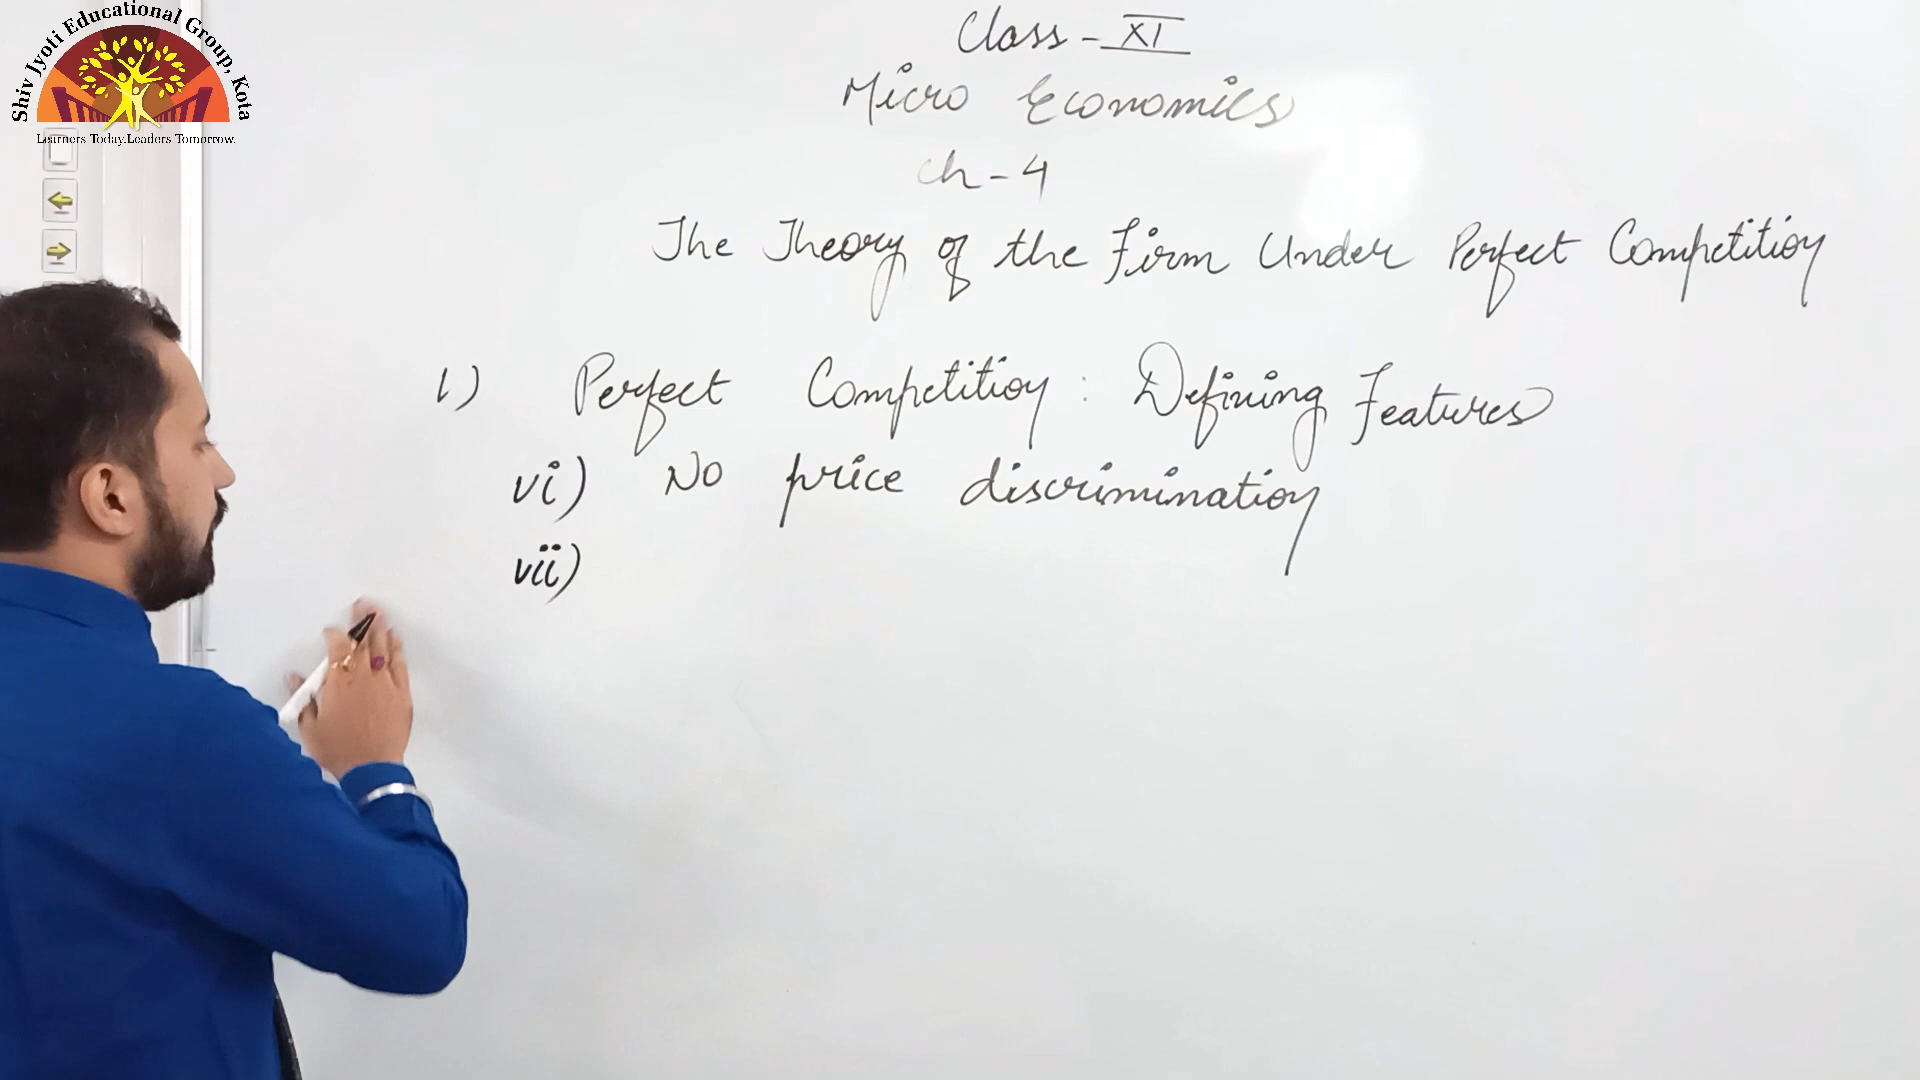 Shiv Jyoti Educational Group, Kota
Learners Today.Leaders Tomorrow.
Class - XI
Micro Economics
Ch - 4
The Theory of the Firm Under Perfect Competition
1) Perfect Competition : Defining Features
vi) No price discrimination
vii)